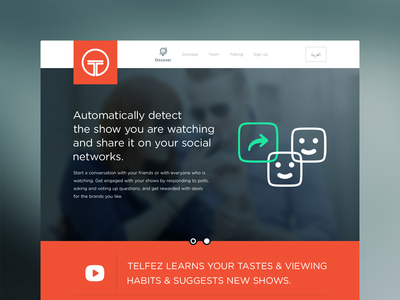 Discover
Concept
Team
Talking
Sign up
العربية
Automatically detect
the show you are watching
and share it on your social
networks.
Start a conversation with your friends or with everyone who is
watching. Get engaged with your shows by responding to polls,
asking and voting up questions, and get rewarded with deals
for the brands you like.
TELFEZ LEARNS YOUR TASTES & VIEWING
HABITS & SUGGESTS NEW SHOWS.